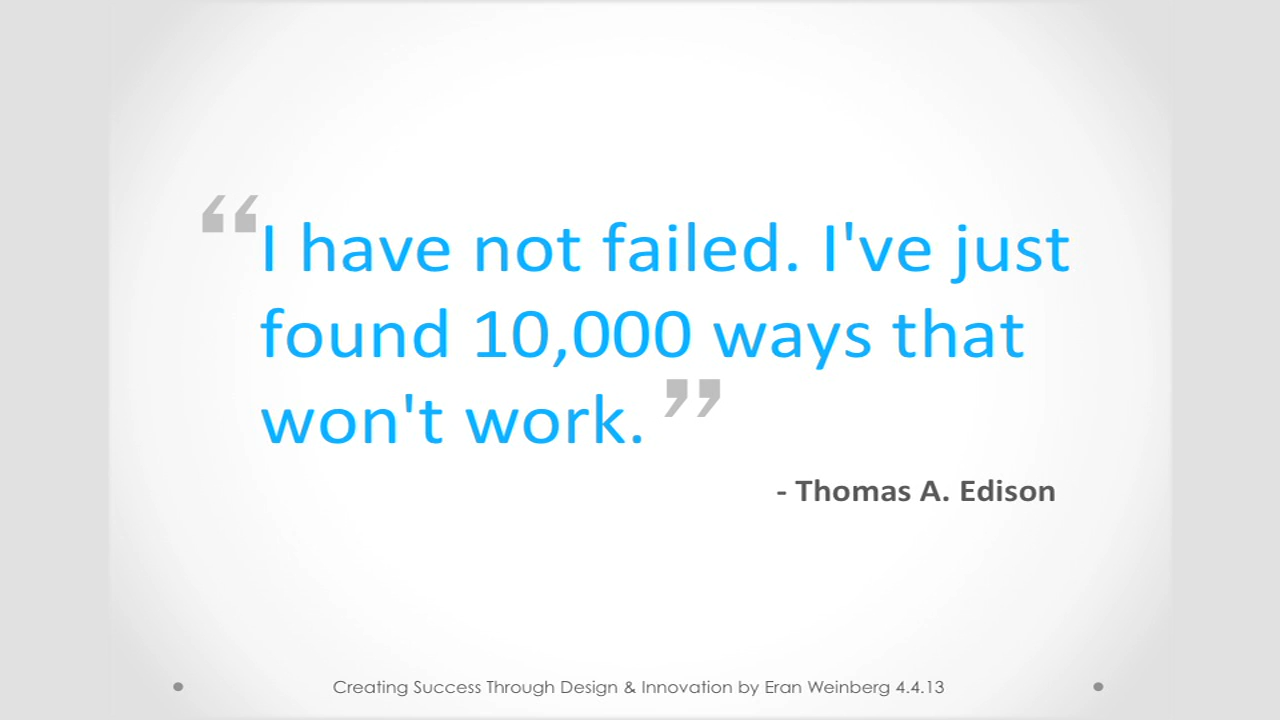 “I have not failed. I've just
found 10,000 ways that
won't work.”
- Thomas A. Edison
Creating Success Through Design & Innovation by Eran Weinberg 4.4.13